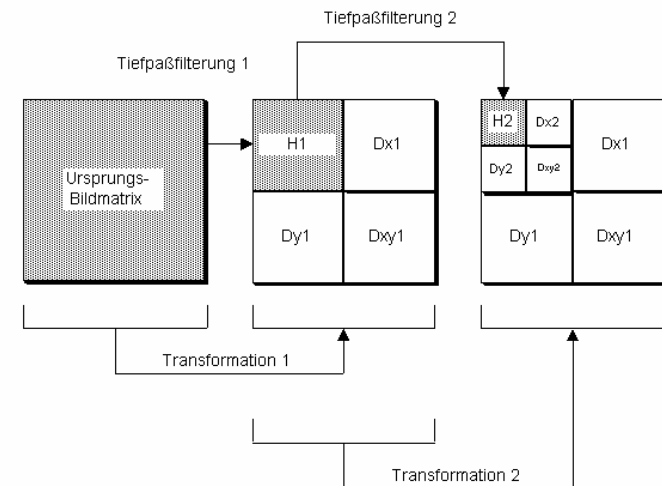 Tiefpaßfilterung 2
Tiefpaßfilterung 1
Ursprungs-
Bildmatrix
H1
Dx1
Dy1
Dxy1
H2
Dx2
Dy2
Dxy2
Dx1
Dy1
Dxy1
Transformation 1
Transformation 2